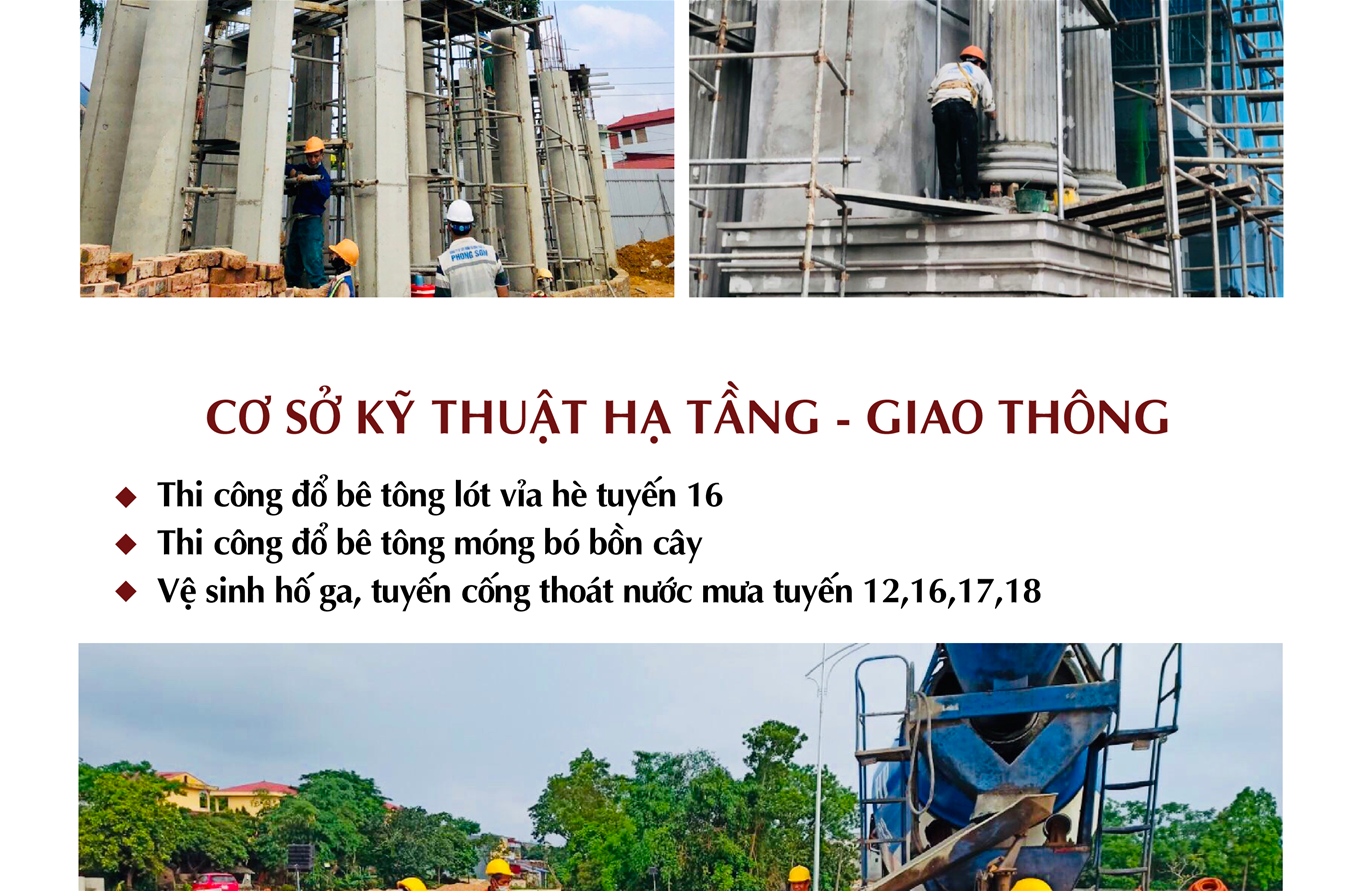 PHONG SƠN
CƠ SỞ KỸ THUẬT HẠ TẦNG - GIAO THÔNG
Thi công đổ bê tông lót vỉa hè tuyến 16
Thi công đổ bê tông móng bó bồn cây
Vệ sinh hố ga, tuyến cống thoát nước mưa tuyến 12,16,17,18